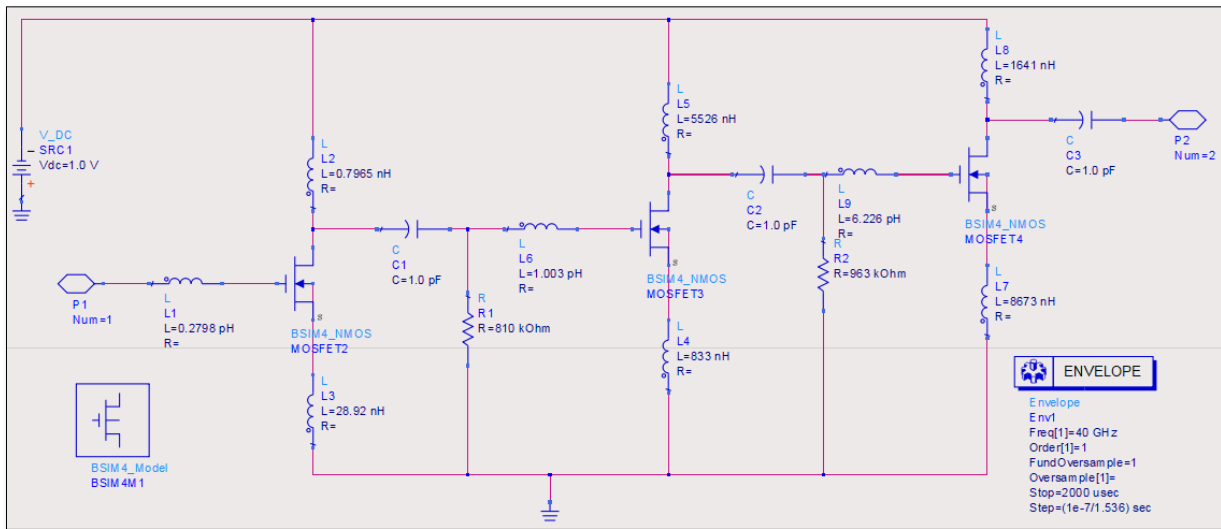 V_DC
SRC1
Vdc=1.0 V
L
L2
L=0.7965 nH
R=
L
L5
L=5526 nH
R=
L
L8
L=1641 nH
R=
C
C3
C=1.0 pF
P2
Num=2
C
C1
C=1.0 pF
L
L6
L=1.003 pH
R=
C
C2
C=1.0 pF
L
L9
L=6.226 pH
R=
S
BSIM4_NMOS
MOSFET4
P1
Num=1
L
L1
L=0.2798 pH
R=
S
BSIM4_NMOS
MOSFET2
R
R1
R=810 kOhm
S
BSIM4_NMOS
MOSFET3
R
R2
R=963 kOhm
L
L7
L=8673 nH
R=
L
L3
L=28.92 nH
R=
L
L4
L=833 nH
R=
BSIM4_Model
BSIM4M1
ENVELOPE
Envelope
Env1
Freq[1]=40 GHz
Order[1]=1
FundOversample=1
Oversample[1]=
Stop=2000 usec
Step=(1e-7/1.536) sec